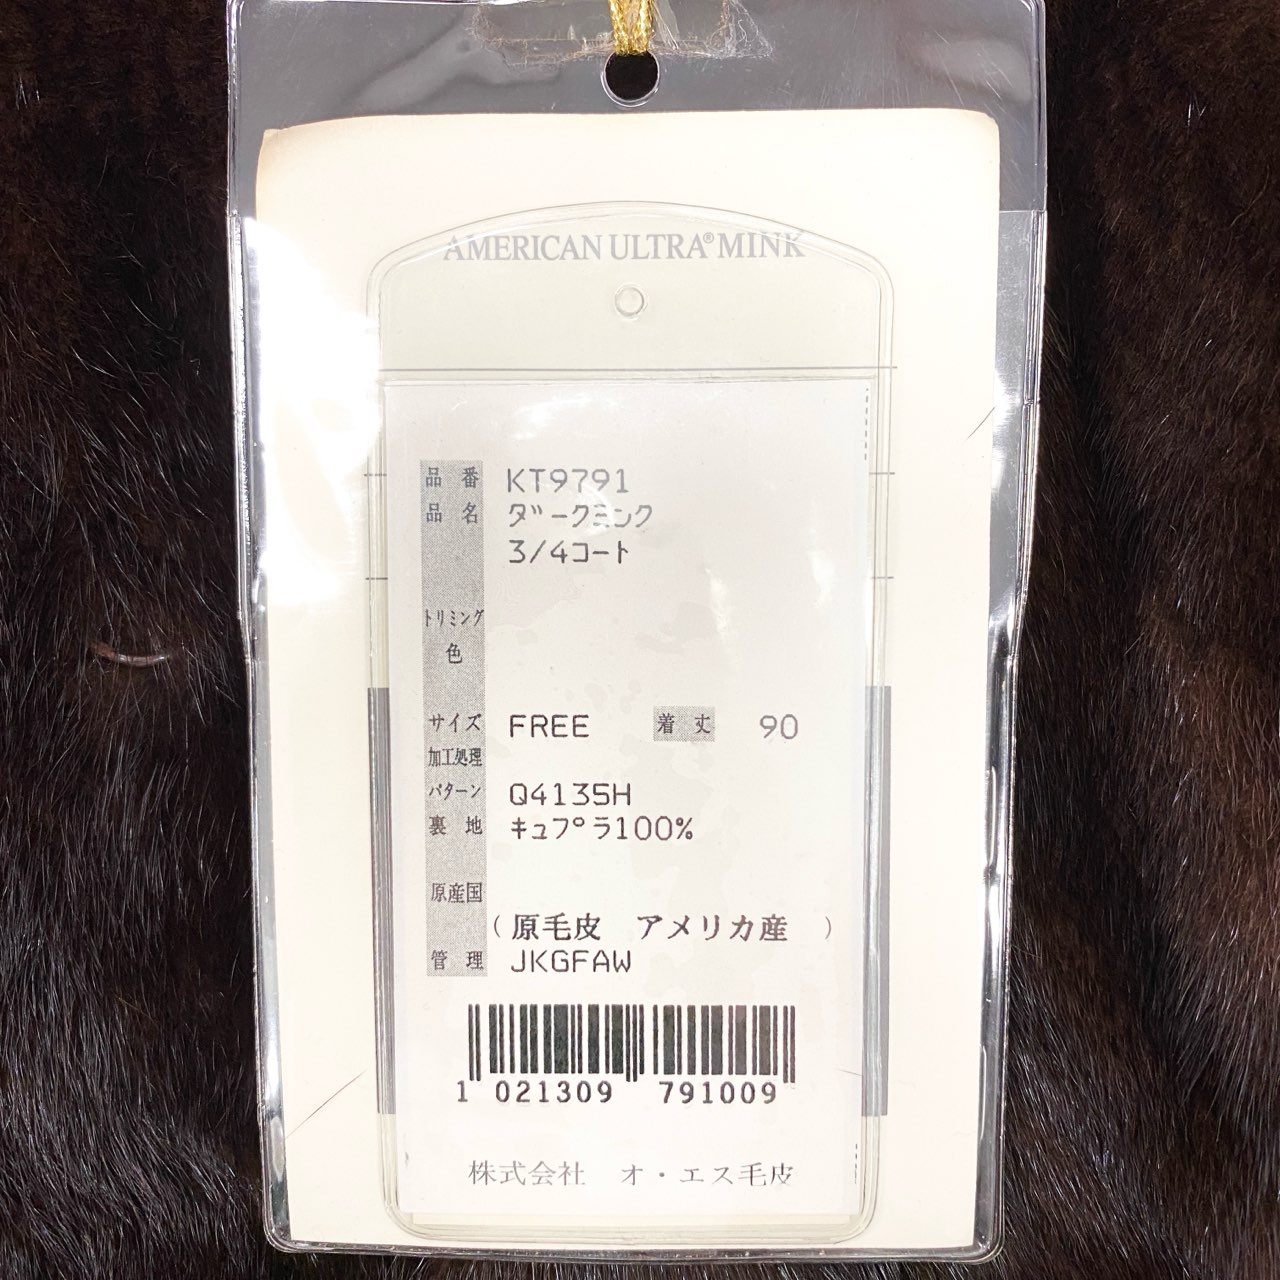 AMERICAN ULTRA® MINK
品番 KT9791
品名 ダークミンク
3/4コート
トリミング
色
サイズ FREE 着丈 90
加工処理
パターン Q4135H
裏地 キュプラ100%
原産国
(原毛皮 アメリカ産 )
管理 JKGFAW
1 021309 791009
株式会社 オ・エス毛皮